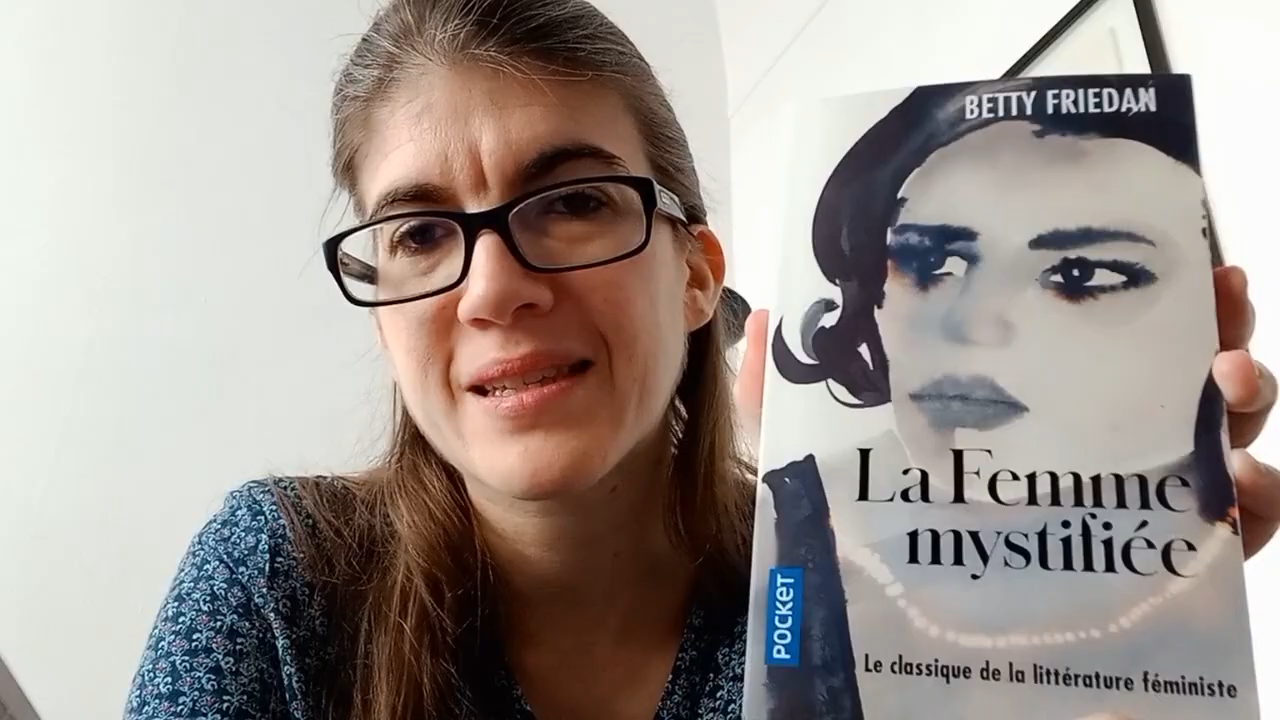 BETTY FRIEDAN
La Femme
mystifiée
POCKET
Le classique de la littérature féministe